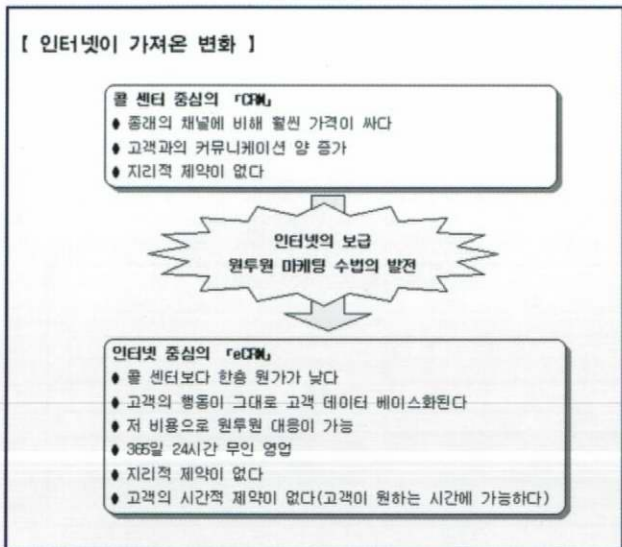 【 인터넷이 가져온 변화 】
콜 센터 중심의 「CRM」
♦ 종래의 채널에 비해 훨씬 가격이 싸다
♦ 고객과의 커뮤니케이션 양 증가
♦ 지리적 제약이 없다
인터넷의 보급
원투원 마케팅 수법의 발전
인터넷 중심의 「eCRM」
♦ 콜 센터보다 한층 원가가 낮다
♦ 고객의 행동이 그대로 고객 데이터 베이스화된다
♦ 저 비용으로 원투원 대응이 가능
♦ 365일 24시간 무인 영업
♦ 지리적 제약이 없다
♦ 고객의 시간적 제약이 없다(고객이 원하는 시간에 가능하다)